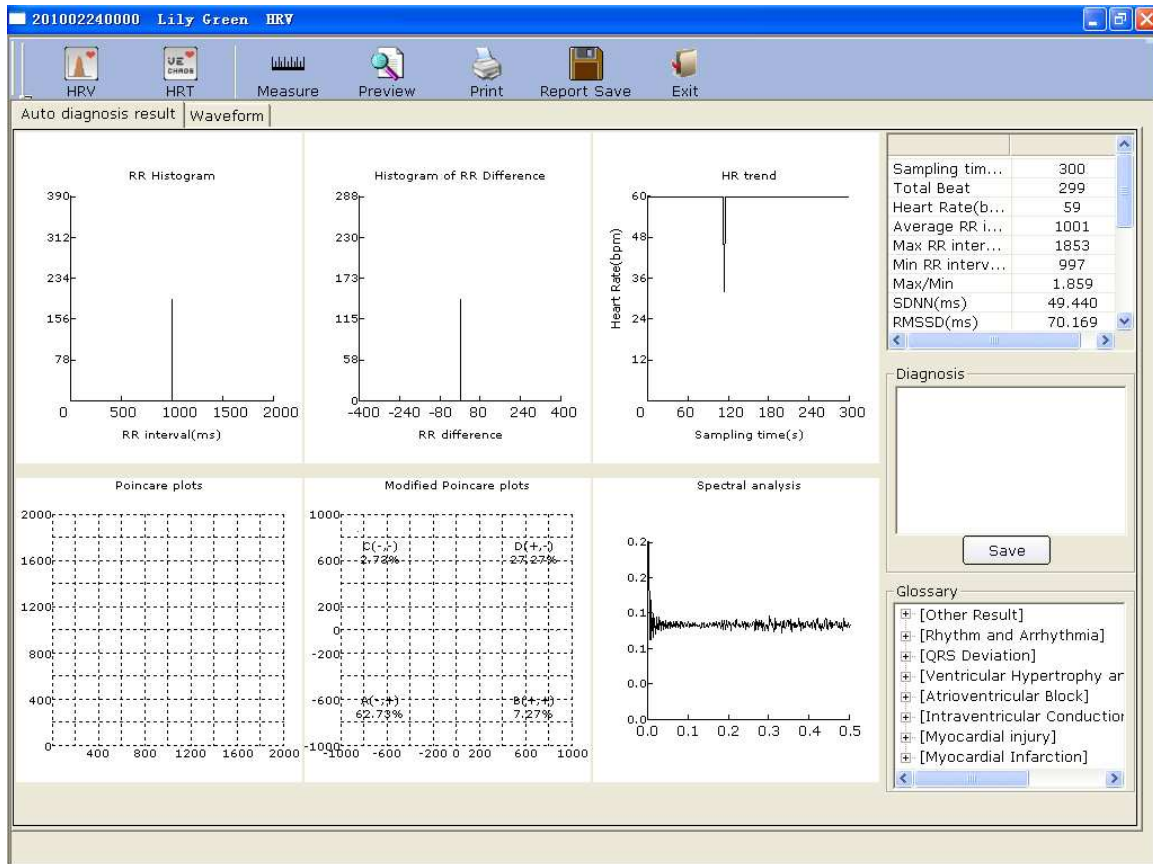 201002240000 Lily Green HRV
VE
CHAOS
HRV HRT Measure Preview Print Report Save Exit
Auto diagnosis result Waveform
RR Histogram
390
312
234
156
78
0 500 1000 1500 2000
RR interval(ms)
Histogram of RR Difference
288
230
173
115
58
0
-400 -240 -80 80 240 400
RR difference
HR trend
Heart Rate(bpm)
60
48
36
24
12
0 60 120 180 240 300
Sampling time(s)
Sampling tim... 300
Total Beat 299
Heart Rate(b... 59
Average RR i... 1001
Max RR inter... 1853
Min RR interv... 997
Max/Min 1.859
SDNN(ms) 49.440
RMSSD(ms) 70.169
Diagnosis
Save
Poincare plots
2000
1600
1200
800
400
0
400 800 1200 1600 2000
Modified Poincare plots
1000
600
200
0
-200
-600
-1000
C(-,-) D(+,-)
2.73% 27.27%
A(-,+) B(+,+)
62.73% 7.27%
-1000 -600 -200 0 200 600 1000
Spectral analysis
0.2
0.2
0.1
0.1
0.0
0.0
0.0 0.1 0.2 0.3 0.4 0.5
Glossary
[Other Result]
[Rhythm and Arrhythmia]
[QRS Deviation]
[Ventricular Hypertrophy ar
[Atrioventricular Block]
[Intraventricular Conduction
[Myocardial injury]
[Myocardial Infarction]